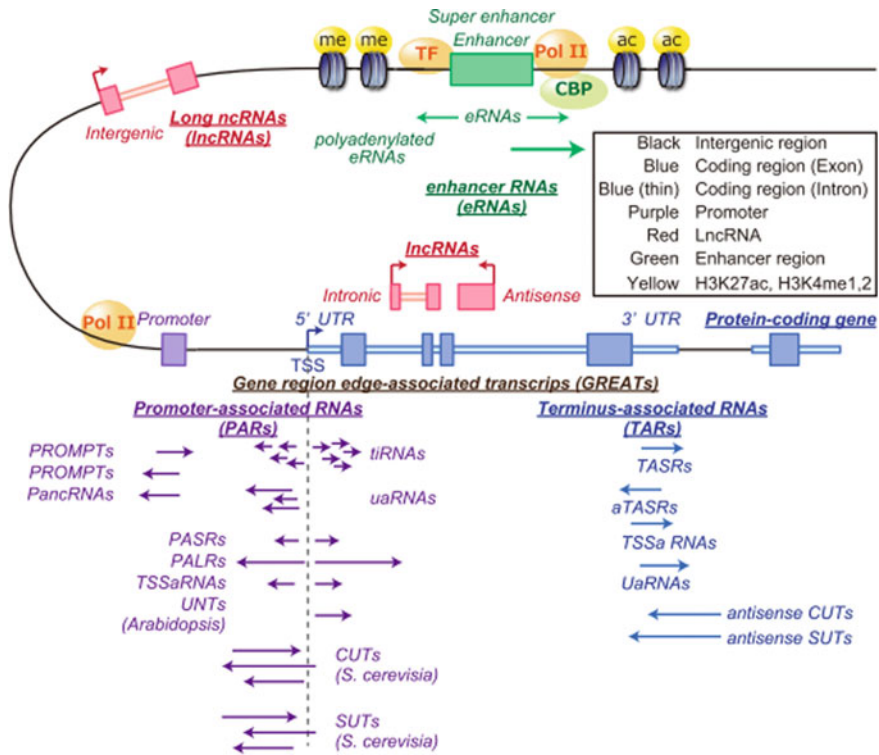 Super enhancer
me me TF Enhancer Pol II ac ac
CBP
Intergenic
Long ncRNAs
(lncRNAs)
eRNAs
polyadenylated
eRNAs
enhancer RNAs
(eRNAs)
Black Intergenic region
Blue Coding region (Exon)
Blue (thin) Coding region (Intron)
Purple Promoter
Red LncRNA
Green Enhancer region
Yellow H3K27ac, H3K4me1,2
lncRNAs
Intronic Antisense
Pol II Promoter 5' UTR 3' UTR Protein-coding gene
TSS
Gene region edge-associated transcrips (GREATs)
Promoter-associated RNAs
(PARs)
Terminus-associated RNAs
(TARs)
PROMPTs
PROMPTs
PancRNAs
tiRNAs
uaRNAs
PASRs
PALRs
TSSaRNAs
UNTs
(Arabidopsis)
CUTs
(S. cerevisia)
SUTs
(S. cerevisia)
TASRs
aTASRs
TSSa RNAs
UaRNAs
antisense CUTs
antisense SUTs